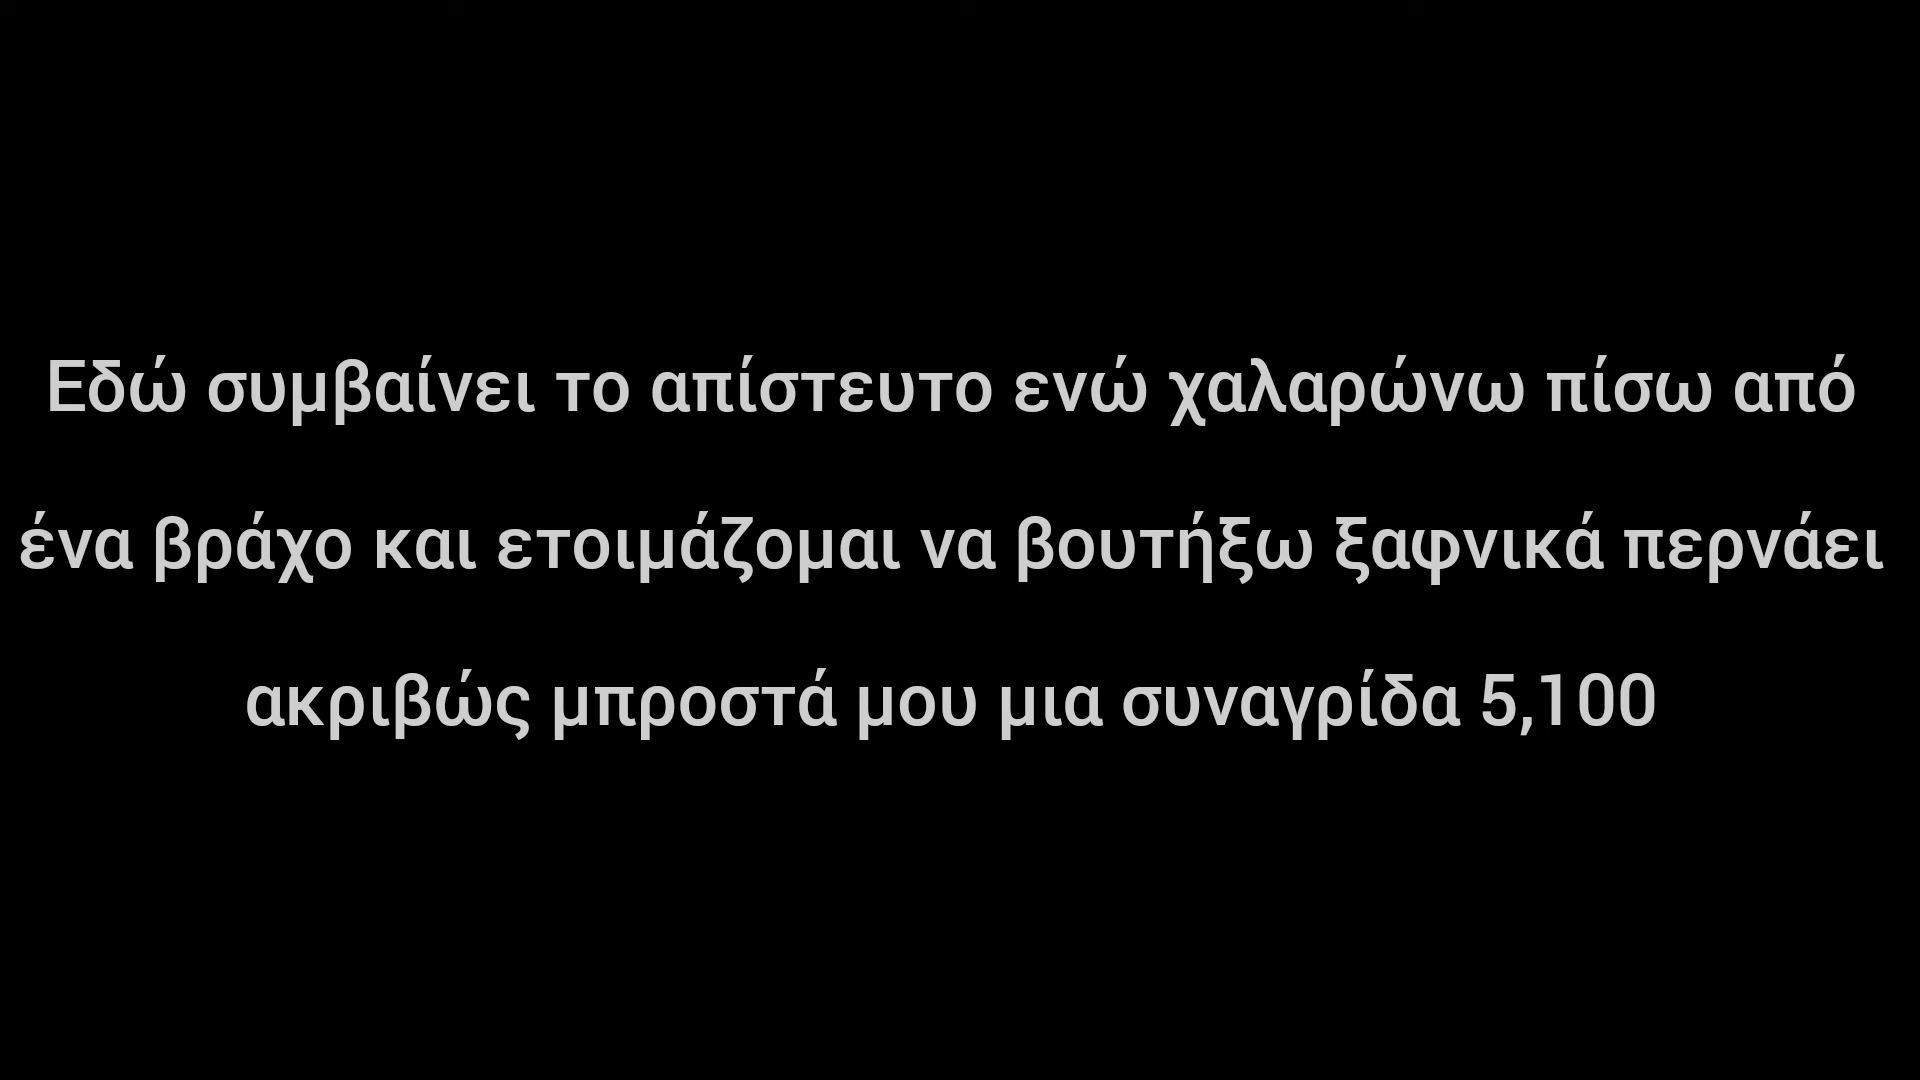 Εδώ συμβαίνει το απίστευτο ενώ χαλαρώνω πίσω από
ένα βράχο και ετοιμάζομαι να βουτήξω ξαφνικά περνάει
ακριβώς μπροστά μου μια συναγρίδα 5,100